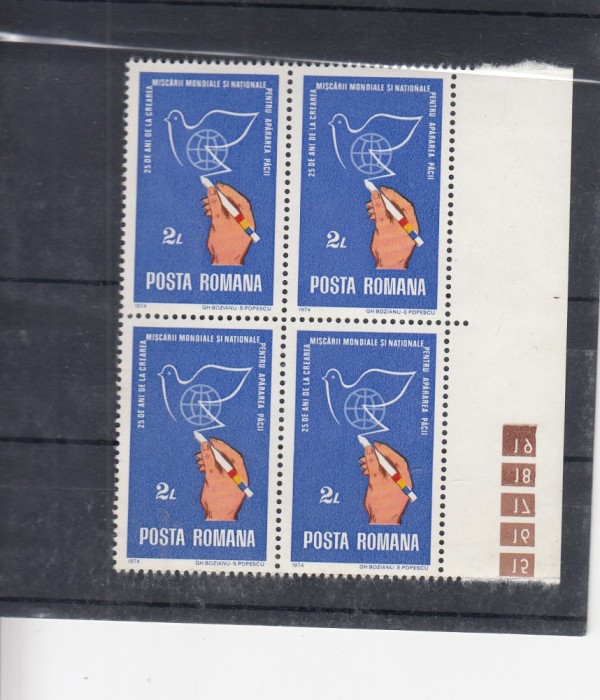 25 DE ANI DE LA CREAREA
MIȘCĂRII MONDIALE ȘI NAȚIONALE
PENTRU APĂRAREA PĂCII
2L
POSTA ROMANA
1974
GH.BOZIANU-S.POPESCU
25 DE ANI DE LA CREAREA
MIȘCĂRII MONDIALE ȘI NAȚIONALE
PENTRU APĂRAREA PĂCII
2L
POSTA ROMANA
1974
GH.BOZIANU-S.POPESCU
25 DE ANI DE LA CREAREA
MIȘCĂRII MONDIALE ȘI NAȚIONALE
PENTRU APĂRAREA PĂCII
2L
POSTA ROMANA
1974
GH.BOZIANU-S.POPESCU
25 DE ANI DE LA CREAREA
MIȘCĂRII MONDIALE ȘI NAȚIONALE
PENTRU APĂRAREA PĂCII
2L
POSTA ROMANA
1974
GH.BOZIANU-S.POPESCU
19
18
17
16
15